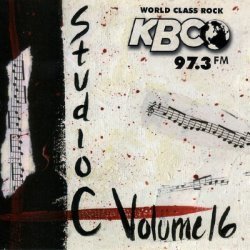 WORLD CLASS ROCK
KBCO
97.3 FM
Studio C
Volume 16